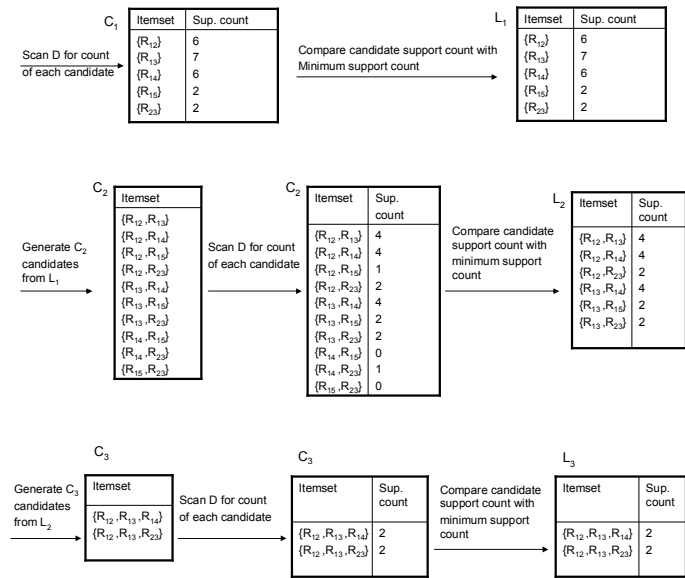 C1
Itemset Sup. count
{R12} 6
{R13} 7
{R14} 6
{R15} 2
{R23} 2
Scan D for count
of each candidate
Compare candidate support count with
Minimum support count
L1
Itemset Sup. count
{R12} 6
{R13} 7
{R14} 6
{R15} 2
{R23} 2
Generate C2
candidates
from L1
C2
Itemset
{R12 ,R13}
{R12 ,R14}
{R12 ,R15}
{R12 ,R23}
{R13 ,R14}
{R13 ,R15}
{R13 ,R23}
{R14 ,R15}
{R14 ,R23}
{R15 ,R23}
Scan D for count
of each candidate
C2
Itemset Sup.
count
{R12 ,R13} 4
{R12 ,R14} 4
{R12 ,R15} 1
{R12 ,R23} 2
{R13 ,R14} 4
{R13 ,R15} 2
{R13 ,R23} 2
{R14 ,R15} 0
{R14 ,R23} 1
{R15 ,R23} 0
Compare candidate
support count with
minimum support
count
L2
Itemset Sup.
count
{R12 ,R13} 4
{R12 ,R14} 4
{R12 ,R23} 2
{R13 ,R14} 4
{R13 ,R15} 2
{R13 ,R23} 2
Generate C3
candidates
from L2
C3
Itemset
{R12 ,R13 ,R14}
{R12 ,R13 ,R23}
Scan D for count
of each candidate
C3
Itemset Sup.
count
{R12 ,R13 ,R14} 2
{R12 ,R13 ,R23} 2
Compare candidate
support count with
minimum support
count
L3
Itemset Sup.
count
{R12 ,R13 ,R14} 2
{R12 ,R13 ,R23} 2